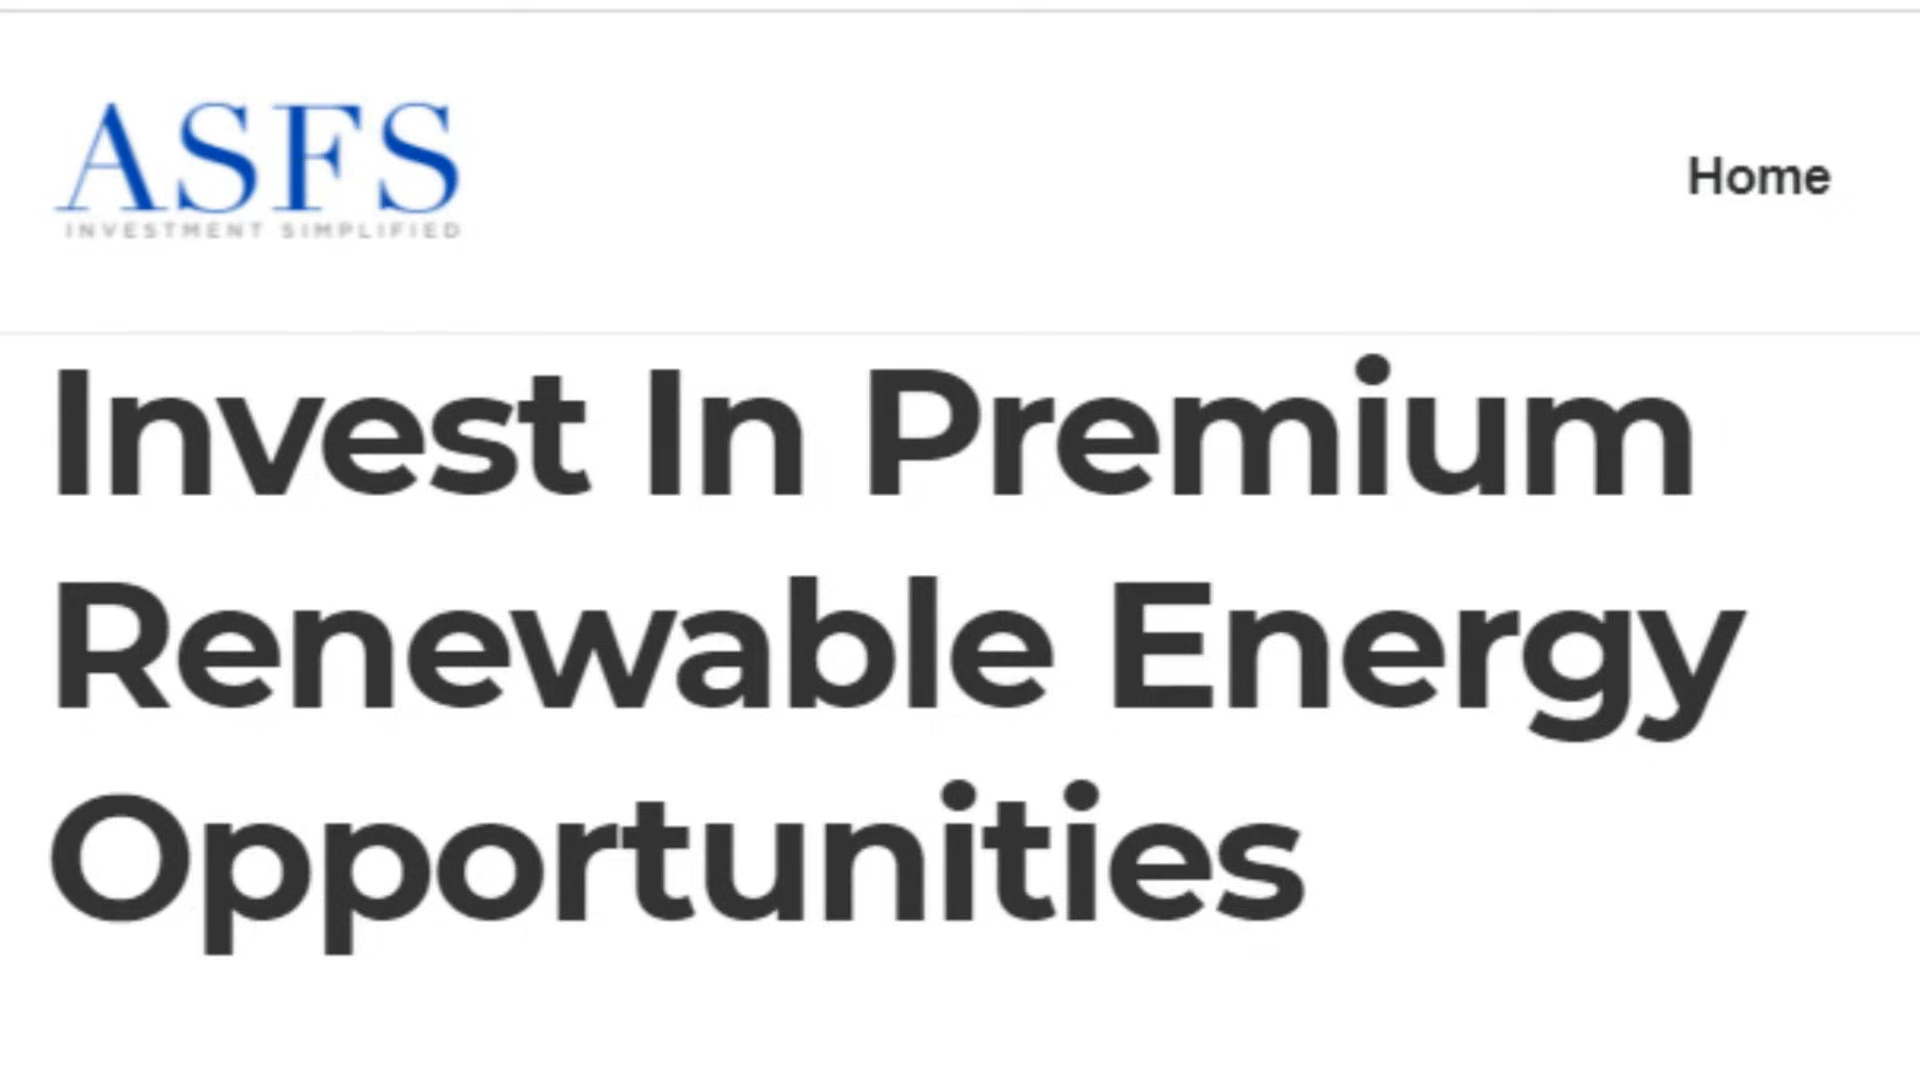 ASFS
INVESTMENT SIMPLIFIED
Home
Invest In Premium
Renewable Energy
Opportunities